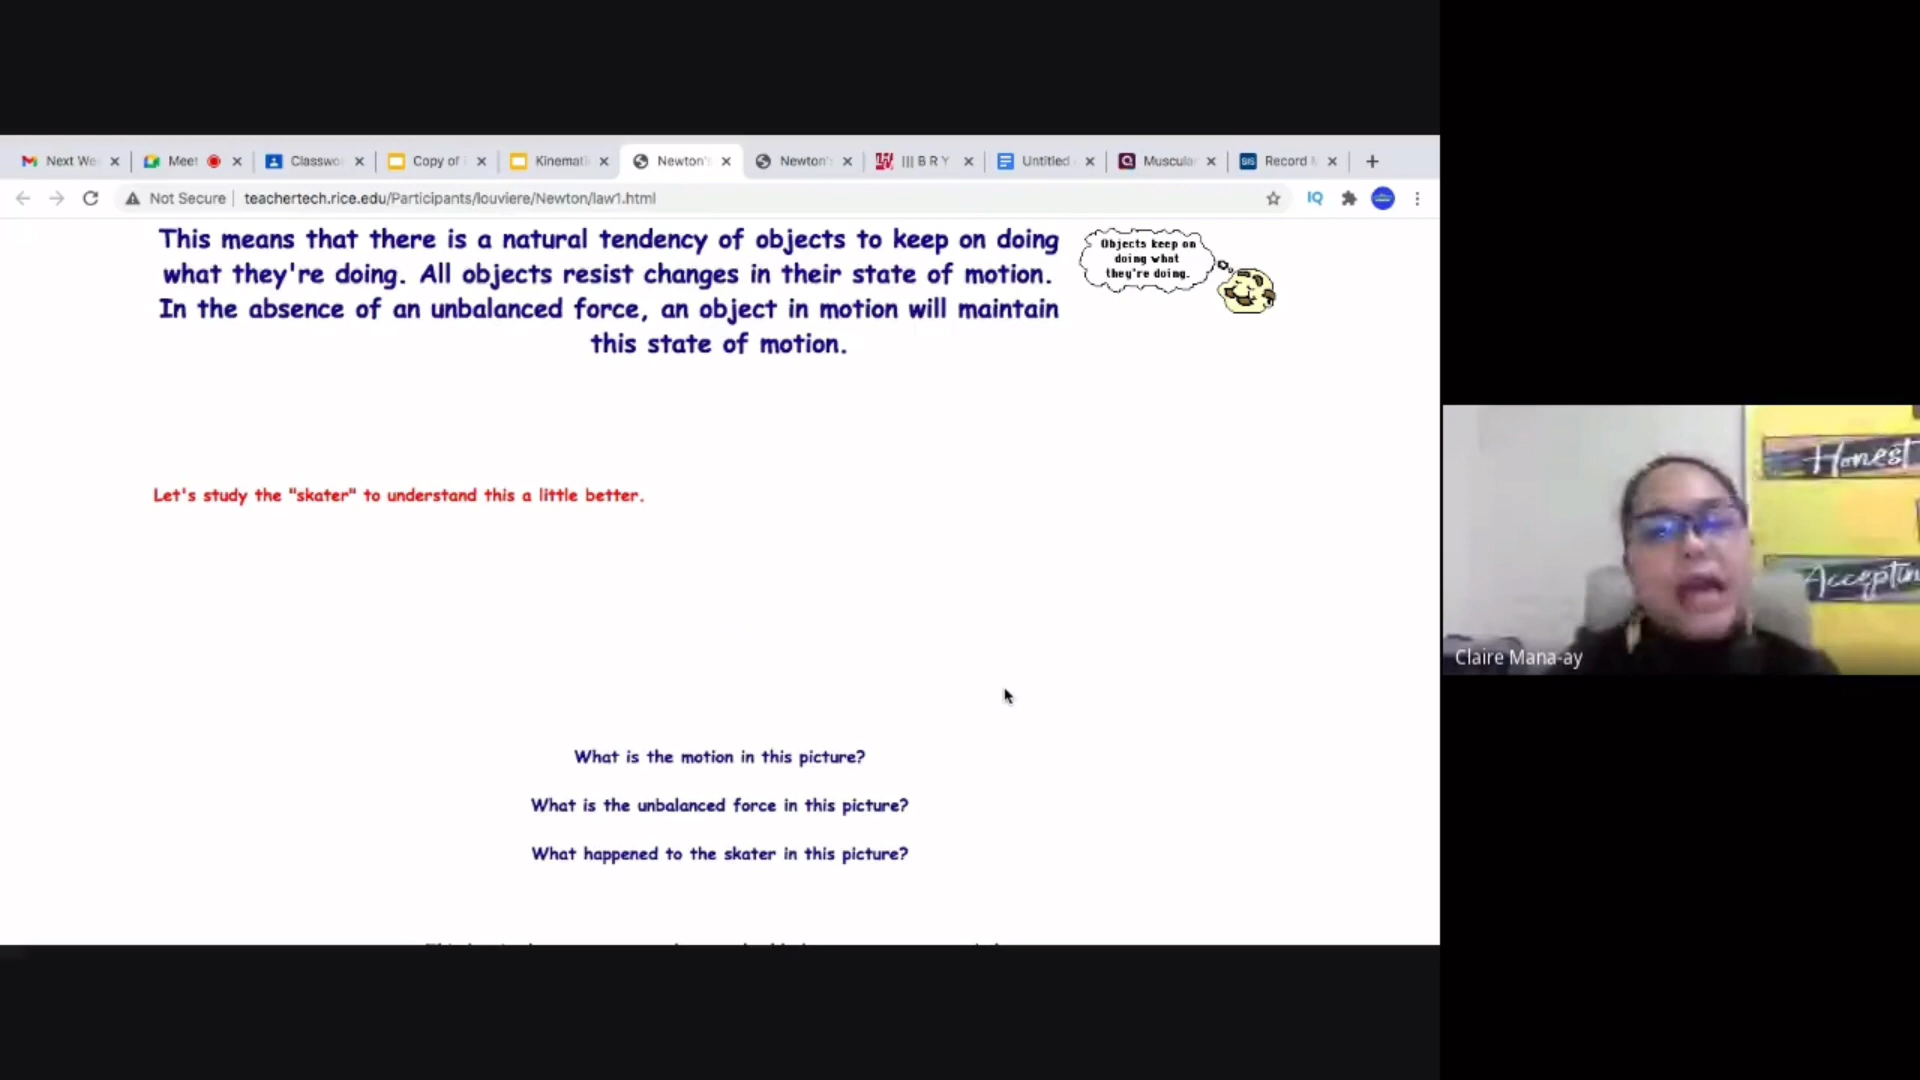 Next We
Meet
Classwo
Copy of
Kinemati
Newton'
Newton'
||| B R Y
Untitled
Muscular
Record
Not Secure
teachertech.rice.edu/Participants/louviere/Newton/law1.html
IQ
This means that there is a natural tendency of objects to keep on doing
what they're doing. All objects resist changes in their state of motion.
In the absence of an unbalanced force, an object in motion will maintain
this state of motion.
Objects keep on
doing what
they're doing.
Let's study the "skater" to understand this a little better.
What is the motion in this picture?
What is the unbalanced force in this picture?
What happened to the skater in this picture?
Honest
Acceptin
Claire Mana-ay